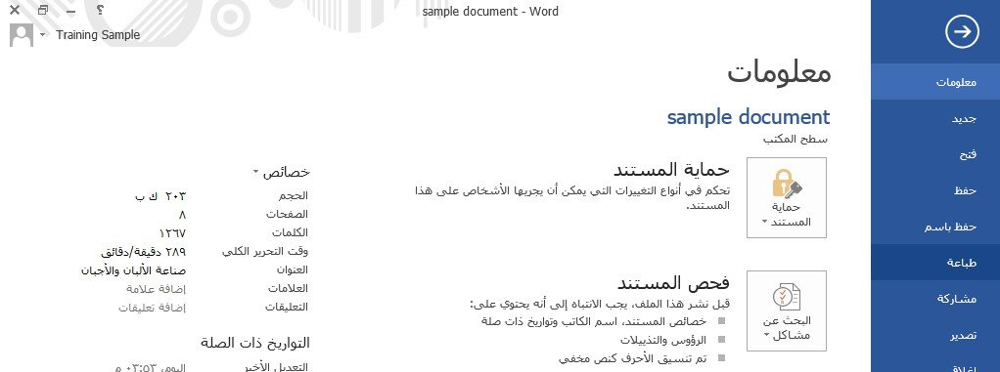 sample document - Word
Training Sample
معلومات
جديد
فتح
حفظ
حفظ باسم
طباعة
مشاركة
تصدير
إغلاق
معلومات
sample document
سطح المكتب
حماية المستند
حماية المستند
تحكم في أنواع التغييرات التي يمكن أن يجريها الأشخاص على هذا
المستند.
البحث عن
مشاكل
فحص المستند
قبل نشر هذا الملف، يجب الانتباه إلى أنه يحتوي على:
خصائص المستند، اسم الكاتب وتواريخ ذات صلة
الرؤوس والتذييلات
تم تنسيق الأحرف كنص مخفي
خصائص
الحجم ٢٠٣ ك ب
الصفحات ٨
الكلمات ١٢٦٧
وقت التحرير الكلي ٢٨٩ دقيقة/دقائق
العنوان صناعة الألبان والأجبان
العلامات إضافة علامة
التعليقات إضافة تعليقات
التواريخ ذات الصلة
التعديل الأخير اليوم، ٠٣:٥٣ م